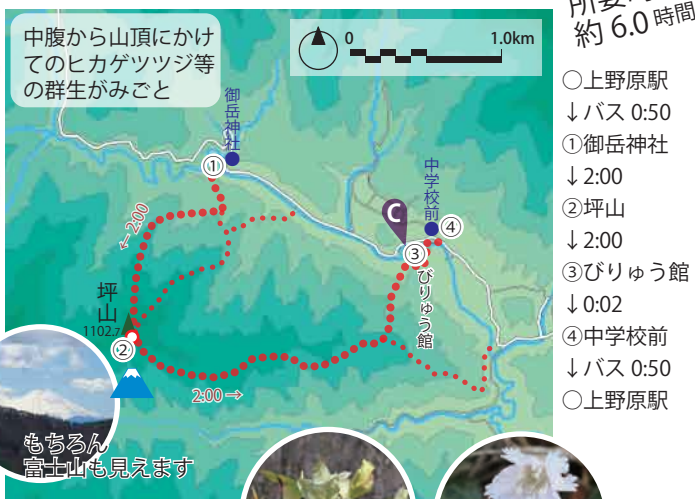 中腹から山頂にかけ
てのヒカゲツツジ等
の群生がみごと
0
1.0km
約 6.0 時間
○上野原駅
↓バス 0:50
①御岳神社
↓2:00
②坪山
↓2:00
③びりゅう館
↓0:02
④中学校前
↓バス 0:50
○上野原駅
御岳神社
①
中学校前
④
C
③
びりゅう館
←2:00
坪山
1102.7
②
2:00→
もちろん
富士山も見えます